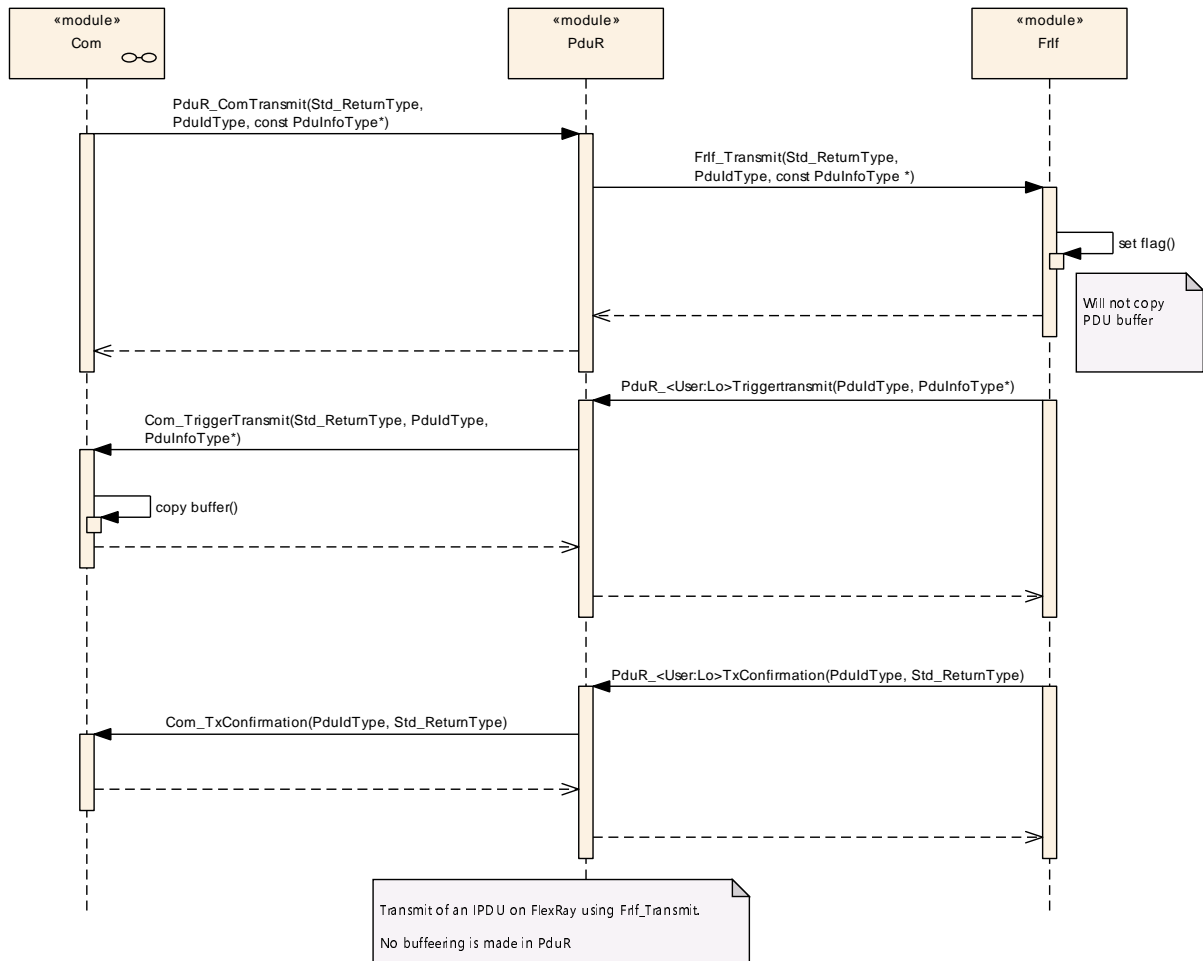 «module»
Com
«module»
PduR
«module»
FrIf
PduR_ComTransmit(Std_ReturnType,
PduIdType, const PduInfoType*)
FrIf_Transmit(Std_ReturnType,
PduIdType, const PduInfoType *)
set flag()
Will not copy
PDU buffer
PduR_<User:Lo>Triggertransmit(PduIdType, PduInfoType*)
Com_TriggerTransmit(Std_ReturnType, PduIdType,
PduInfoType*)
copy buffer()
PduR_<User:Lo>TxConfirmation(PduIdType, Std_ReturnType)
Com_TxConfirmation(PduIdType, Std_ReturnType)
Transmit of an IPDU on FlexRay using FrIf_Transmit.
No buffeering is made in PduR